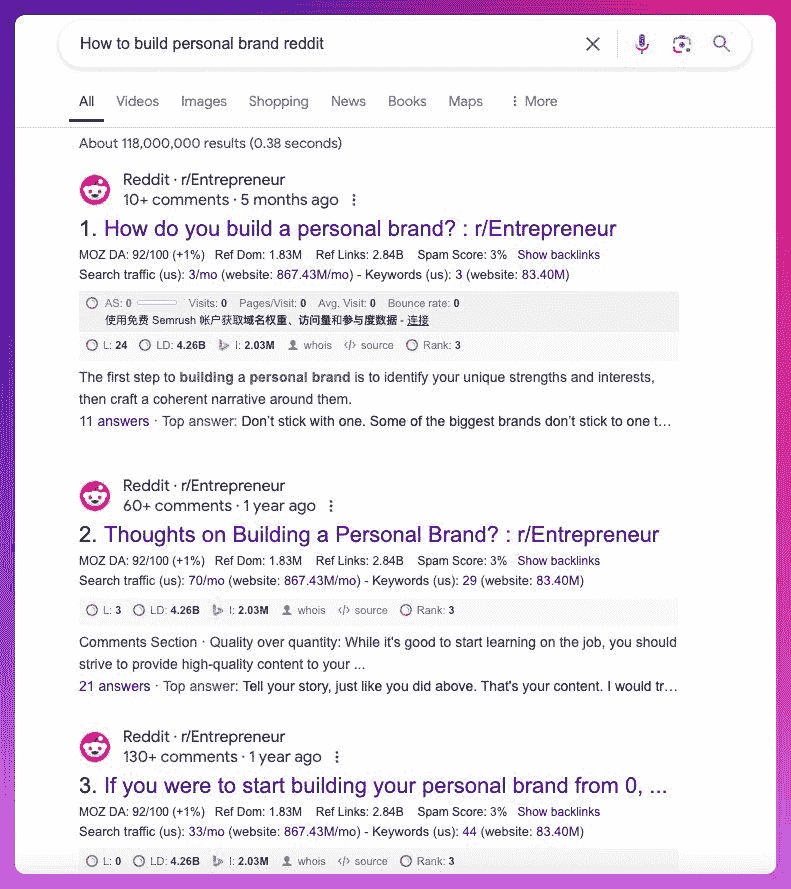 How to build personal brand reddit
All Videos Images Shopping News Books Maps More
About 118,000,000 results (0.38 seconds)
Reddit · r/Entrepreneur
10+ comments · 5 months ago
1. How do you build a personal brand? : r/Entrepreneur
MOZ DA: 92/100 (+1%) Ref Dom: 1.83M Ref Links: 2.84B Spam Score: 3% Show backlinks
Search traffic (us): 3/mo (website: 867.43M/mo) - Keywords (us): 3 (website: 83.40M)
AS: 0 Visits: 0 Pages/Visit: 0 Avg. Visit: 0 Bounce rate: 0
使用免费 Semrush 帐户获取域名权重、访问量和参与度数据 - 连接
L: 24 LD: 4.26B I: 2.03M whois source Rank: 3
The first step to building a personal brand is to identify your unique strengths and interests,
then craft a coherent narrative around them.
11 answers · Top answer: Don't stick with one. Some of the biggest brands don't stick to one t…
Reddit · r/Entrepreneur
60+ comments · 1 year ago
2. Thoughts on Building a Personal Brand? : r/Entrepreneur
MOZ DA: 92/100 (+1%) Ref Dom: 1.83M Ref Links: 2.84B Spam Score: 3% Show backlinks
Search traffic (us): 70/mo (website: 867.43M/mo) - Keywords (us): 29 (website: 83.40M)
L: 3 LD: 4.26B I: 2.03M whois source Rank: 3
Comments Section · Quality over quantity: While it's good to start learning on the job, you should
strive to provide high-quality content to your ...
21 answers · Top answer: Tell your story, just like you did above. That's your content. I would tr…
Reddit · r/Entrepreneur
130+ comments · 1 year ago
3. If you were to start building your personal brand from 0, ...
MOZ DA: 92/100 (+1%) Ref Dom: 1.83M Ref Links: 2.84B Spam Score: 3% Show backlinks
Search traffic (us): 33/mo (website: 867.43M/mo) - Keywords (us): 44 (website: 83.40M)
L: 0 LD: 4.26B I: 2.03M whois source Rank: 3